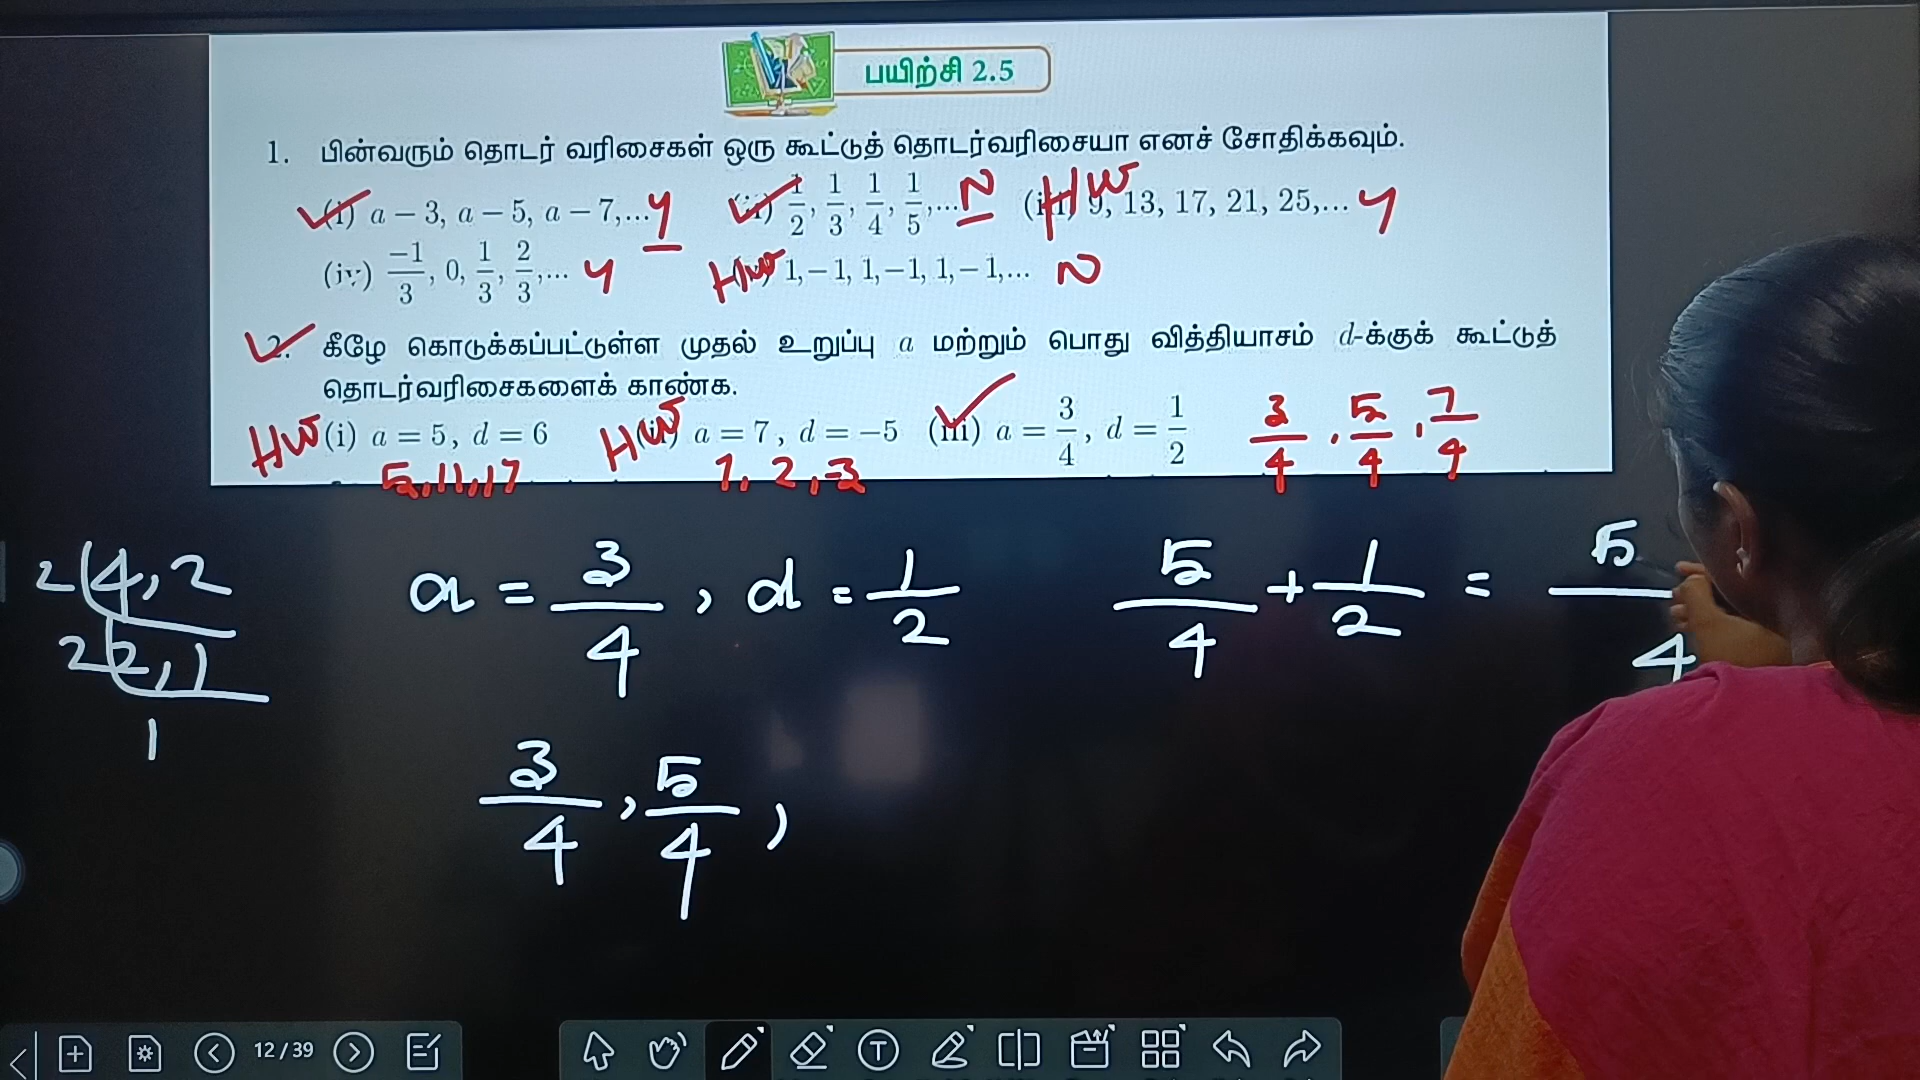 பயிற்சி 2.5
1. பின்வரும் தொடர் வரிசைகள் ஒரு கூட்டுத் தொடர்வரிசையா எனச் சோதிக்கவும்.
(i) a − 3, a − 5, a − 7,... Y (ii) 1/2, 1/3, 1/4, 1/5,... N HW (iii) 9, 13, 17, 21, 25,... Y
(iv) −1/3, 0, 1/3, 2/3,... Y HW 1, −1, 1, −1, 1, −1,... N
2. கீழே கொடுக்கப்பட்டுள்ள முதல் உறுப்பு a மற்றும் பொது வித்தியாசம் d-க்குக் கூட்டுத்
தொடர்வரிசைகளைக் காண்க.
HW (i) a = 5, d = 6 HW (ii) a = 7, d = −5 (iii) a = 3/4, d = 1/2 3/4, 5/4, 7/4
5, 11, 17 7, 2, -3
2 4, 2 a = 3/4, d = 1/2 5/4 + 1/2 = 5 / 4
2 2, 1
1
3/4, 5/4,
12 / 39